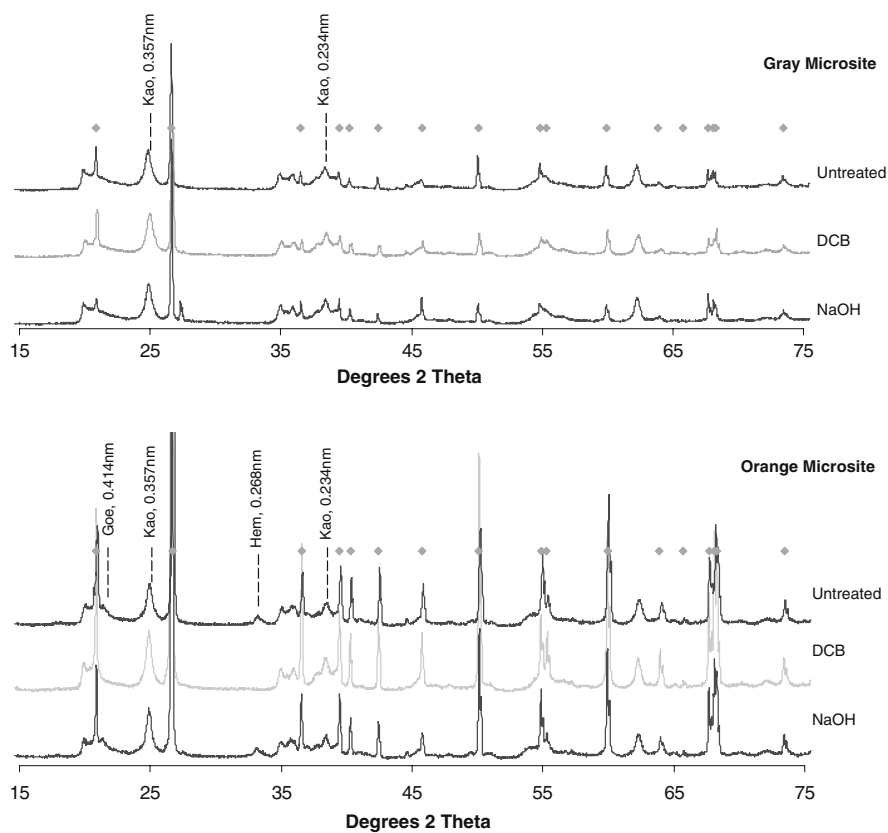 Kao, 0.357nm
Kao, 0.234nm
Gray Microsite
Untreated
DCB
NaOH
15 25 35 45 55 65 75
Degrees 2 Theta
Goe, 0.414nm
Kao, 0.357nm
Hem, 0.268nm
Kao, 0.234nm
Orange Microsite
Untreated
DCB
NaOH
15 25 35 45 55 65 75
Degrees 2 Theta